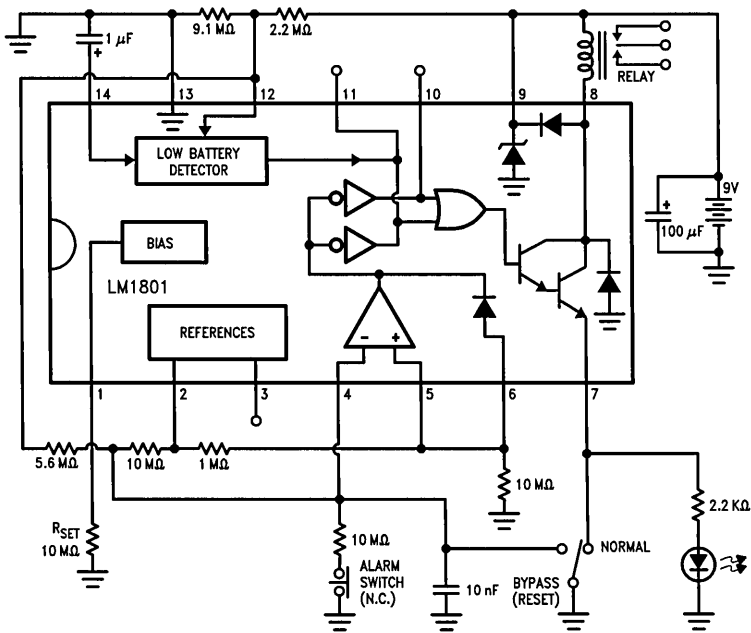 9.1 MΩ
2.2 MΩ
1 µF
+
RELAY
14
13
12
11
10
9
8
LOW BATTERY
DETECTOR
9V
+
100 µF
BIAS
LM1801
REFERENCES
-
+
1
2
3
4
5
6
7
5.6 MΩ
10 MΩ
1 MΩ
10 MΩ
2.2 KΩ
RSET
10 MΩ
10 MΩ
NORMAL
ALARM
SWITCH
(N.C.)
10 nF
BYPASS
(RESET)